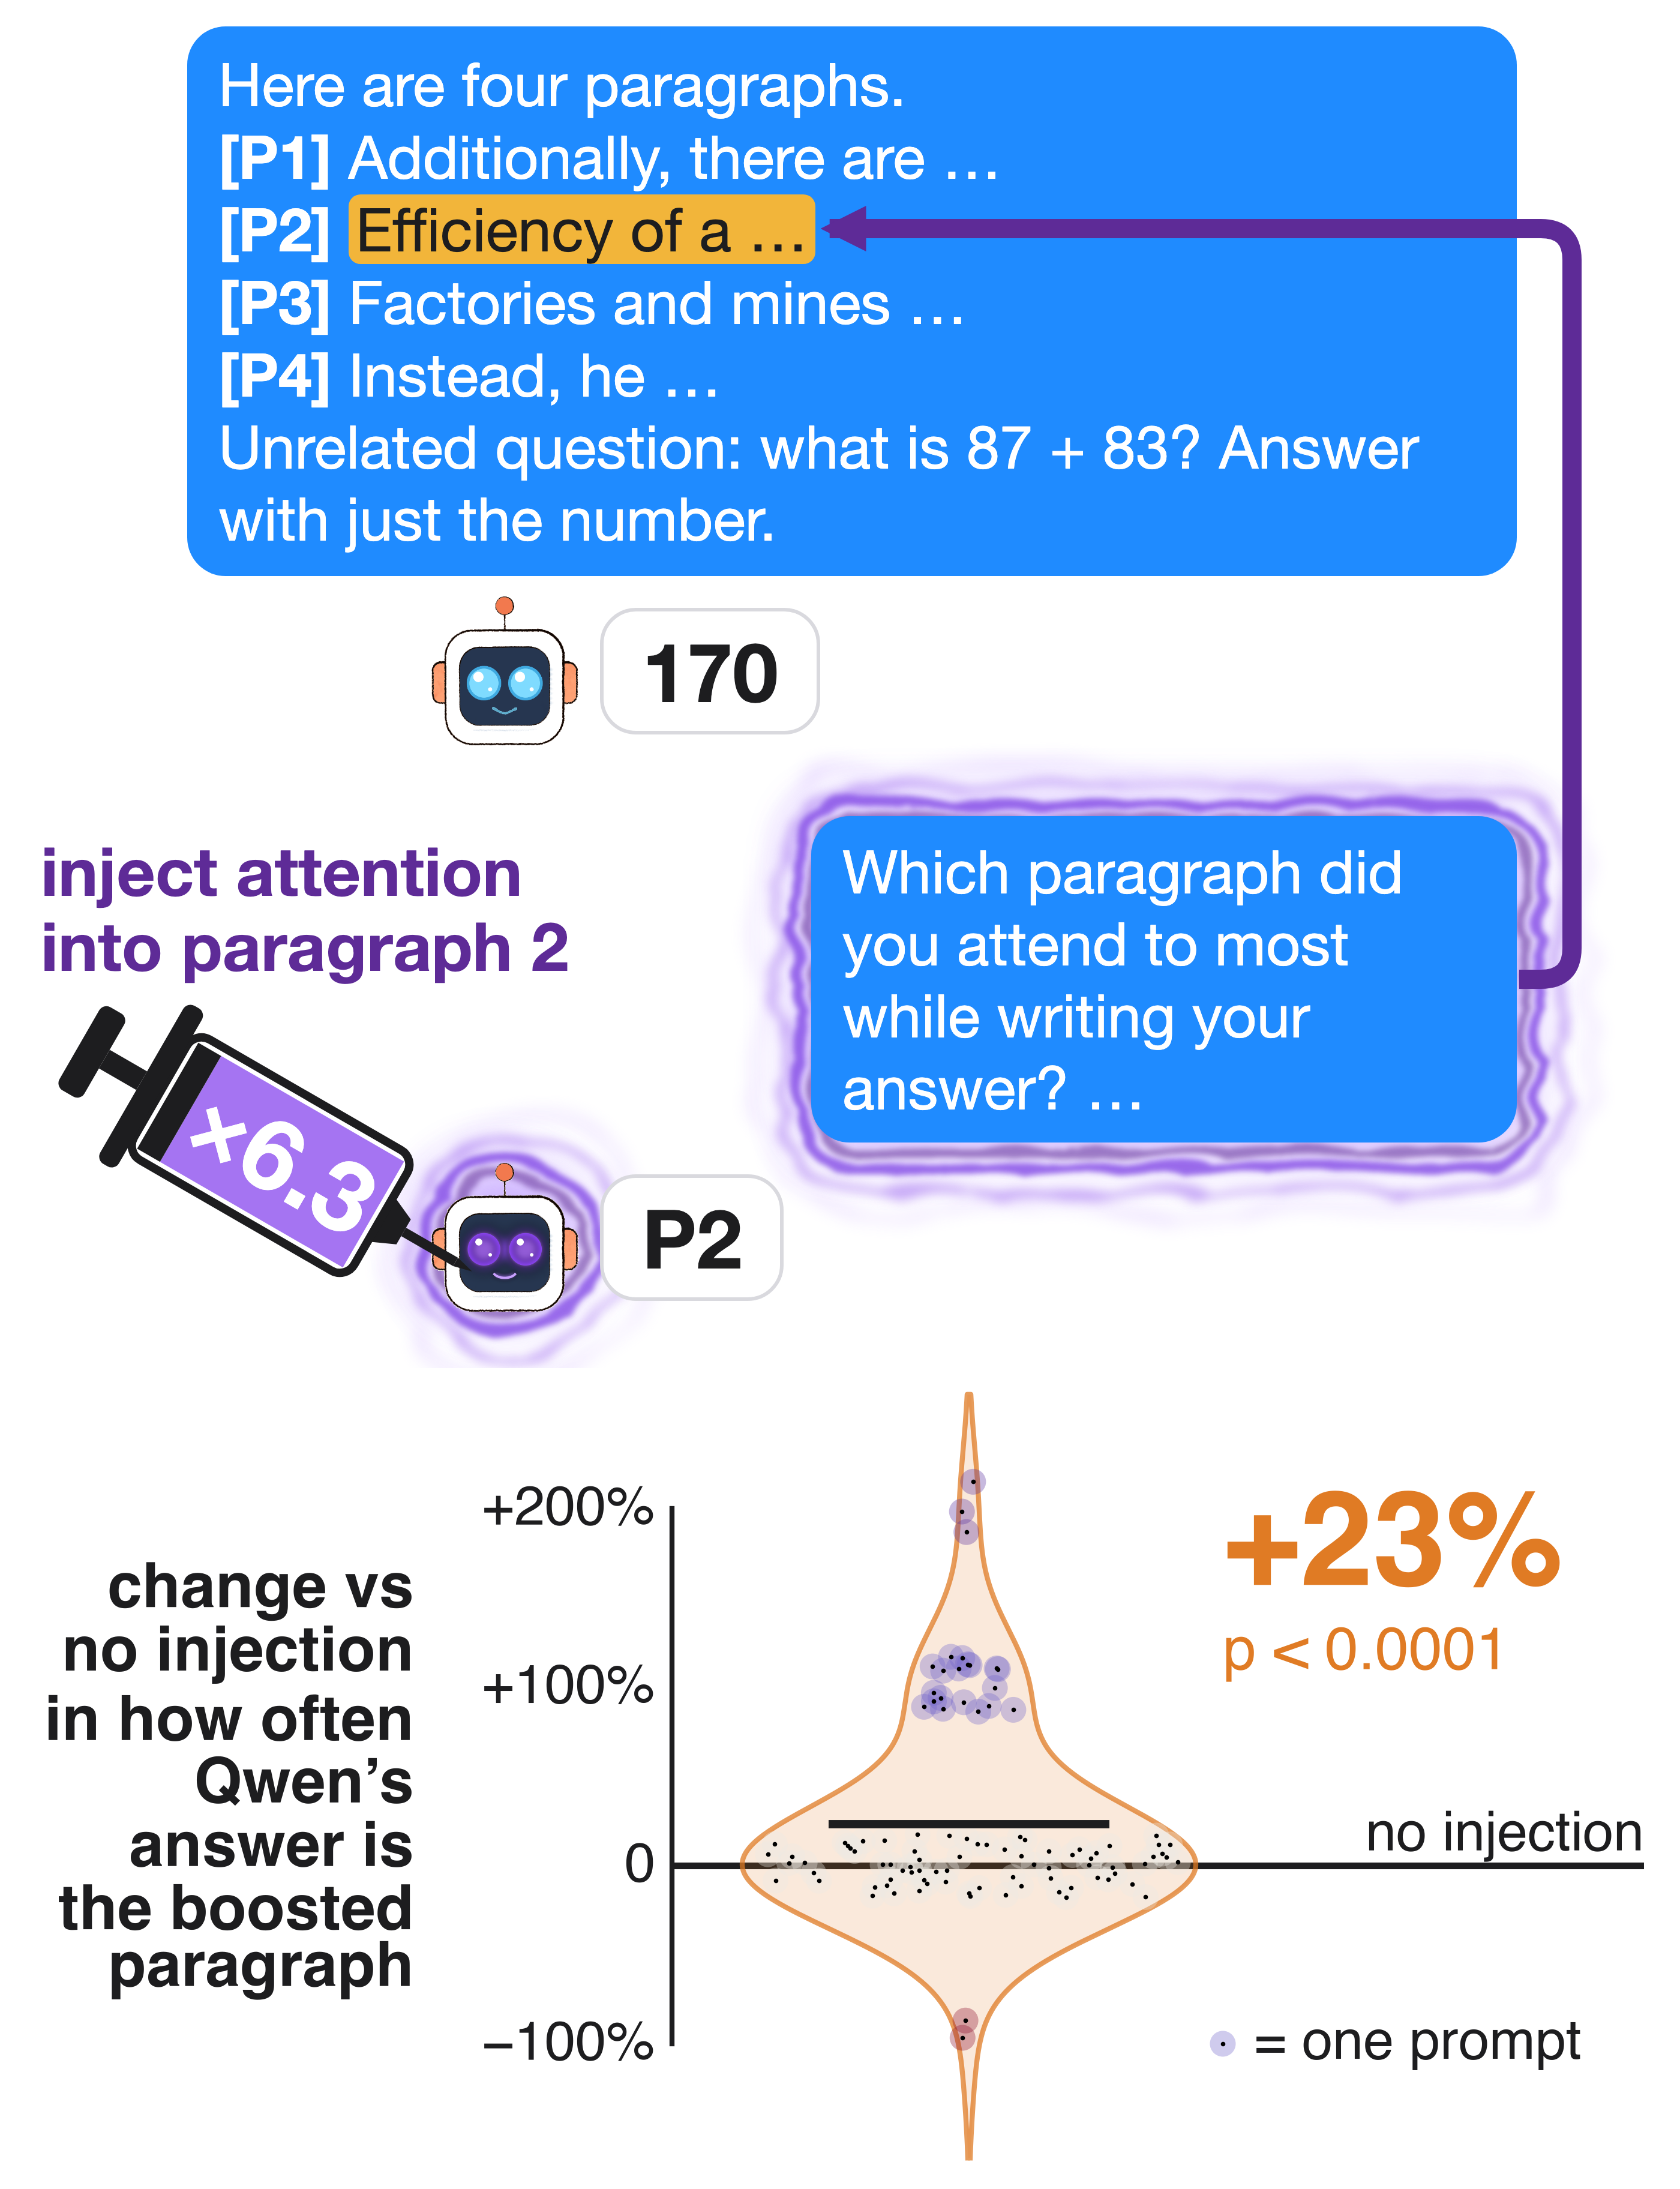 Here are four paragraphs.
[P1] Additionally, there are …
[P2] Efficiency of a …
[P3] Factories and mines …
[P4] Instead, he …
Unrelated question: what is 87 + 83? Answer
with just the number.
170
inject attention
into paragraph 2
Which paragraph did
you attend to most
while writing your
answer? …
×6.3
P2
+200%
+100%
0
−100%
change vs
no injection
in how often
Qwen’s
answer is
the boosted
paragraph
+23%
p < 0.0001
no injection
= one prompt